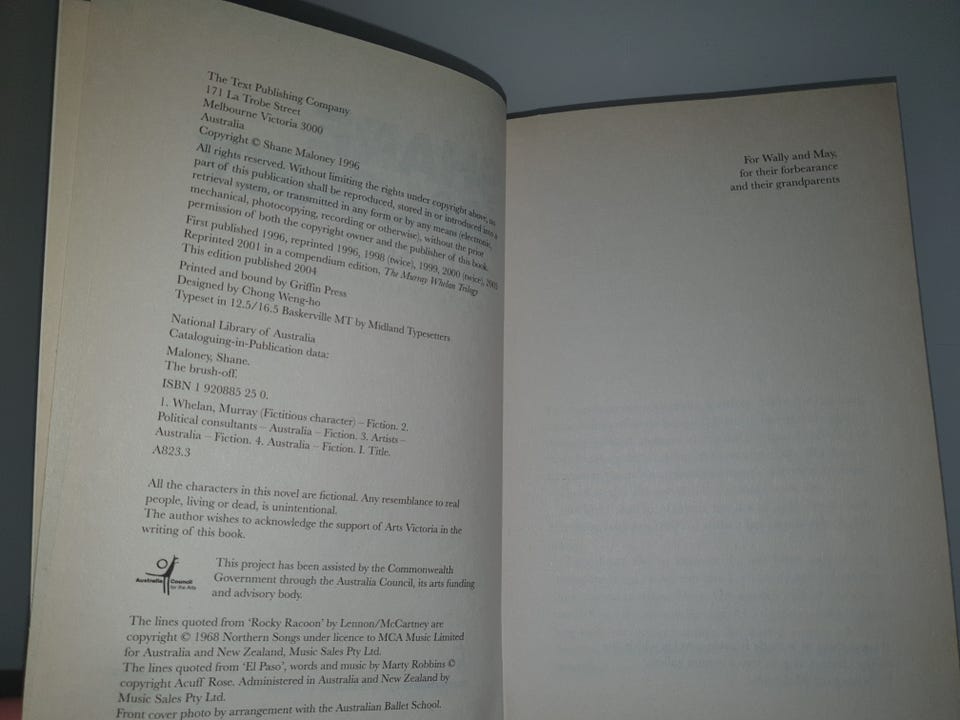 The Text Publishing Company
171 La Trobe Street
Melbourne Victoria 3000
Australia
Copyright © Shane Maloney 1996
All rights reserved. Without limiting the rights under copyright above, no
part of this publication shall be reproduced, stored in or introduced into a
retrieval system, or transmitted in any form or by any means (electronic,
mechanical, photocopying, recording or otherwise), without the prior
permission of both the copyright owner and the publisher of this book.
First published 1996, reprinted 1996, 1998 (twice), 1999, 2000 (twice), 2003
Reprinted 2001 in a compendium edition, The Murray Whelan Trilogy
This edition published 2004
Printed and bound by Griffin Press
Designed by Chong Weng-ho
Typeset in 12.5/16.5 Baskerville MT by Midland Typesetters
National Library of Australia
Cataloguing-in-Publication data:
Maloney, Shane.
The brush-off.
ISBN 1 920885 25 0.
1. Whelan, Murray (Fictitious character) – Fiction. 2.
Political consultants – Australia – Fiction. 3. Artists –
Australia – Fiction. 4. Australia – Fiction. I. Title.
A823.3
All the characters in this novel are fictional. Any resemblance to real
people, living or dead, is unintentional.
The author wishes to acknowledge the support of Arts Victoria in the
writing of this book.
Australia Council
for the Arts
This project has been assisted by the Commonwealth
Government through the Australia Council, its arts funding
and advisory body.
The lines quoted from ‘Rocky Racoon’ by Lennon/McCartney are
copyright © 1968 Northern Songs under licence to MCA Music Limited
for Australia and New Zealand, Music Sales Pty Ltd.
The lines quoted from ‘El Paso’, words and music by Marty Robbins ©
copyright Acuff Rose. Administered in Australia and New Zealand by
Music Sales Pty Ltd.
Front cover photo by arrangement with the Australian Ballet School.
For Wally and May,
for their forbearance
and their grandparents